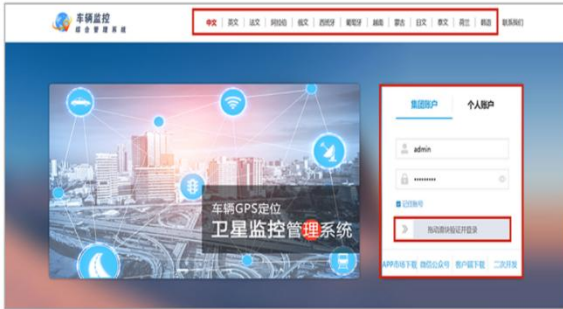 车辆监控
综合管理系统
中文 英文 法文 阿拉伯 俄文 西班牙 葡萄牙 越南 蒙古 日文 泰文 荷兰 韩语 联系我们
集团账户 个人账户
admin
•••••••••
记住账号
拖动滑块验证并登录
APP市场下载 微信公众号 客户端下载 二次开发
车辆GPS定位
卫星监控管理系统